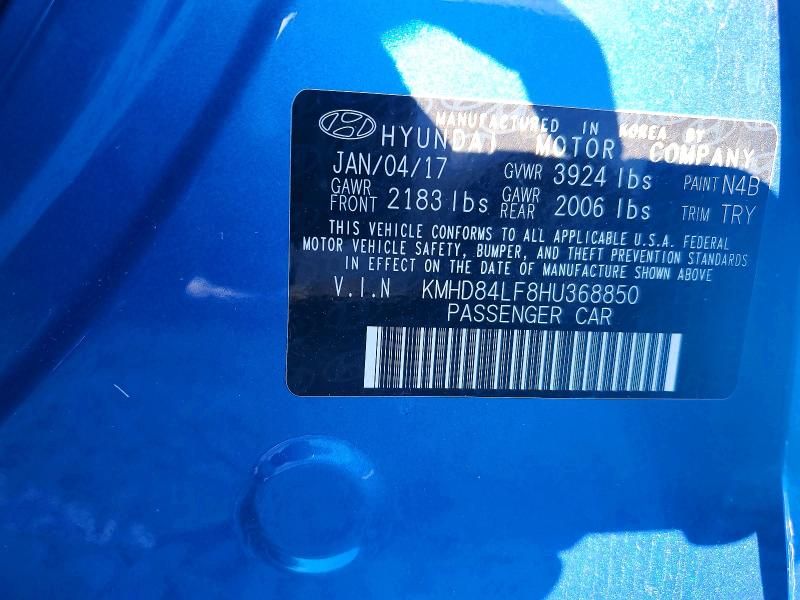 MANUFACTURED IN KOREA BY
HYUNDAI MOTOR COMPANY
JAN/04/17 GVWR 3924 lbs PAINT N4B
GAWR FRONT 2183 lbs GAWR REAR 2006 lbs TRIM TRY
THIS VEHICLE CONFORMS TO ALL APPLICABLE U.S.A. FEDERAL
MOTOR VEHICLE SAFETY, BUMPER, AND THEFT PREVENTION STANDARDS
IN EFFECT ON THE DATE OF MANUFACTURE SHOWN ABOVE
V.I.N KMHD84LF8HU368850
PASSENGER CAR